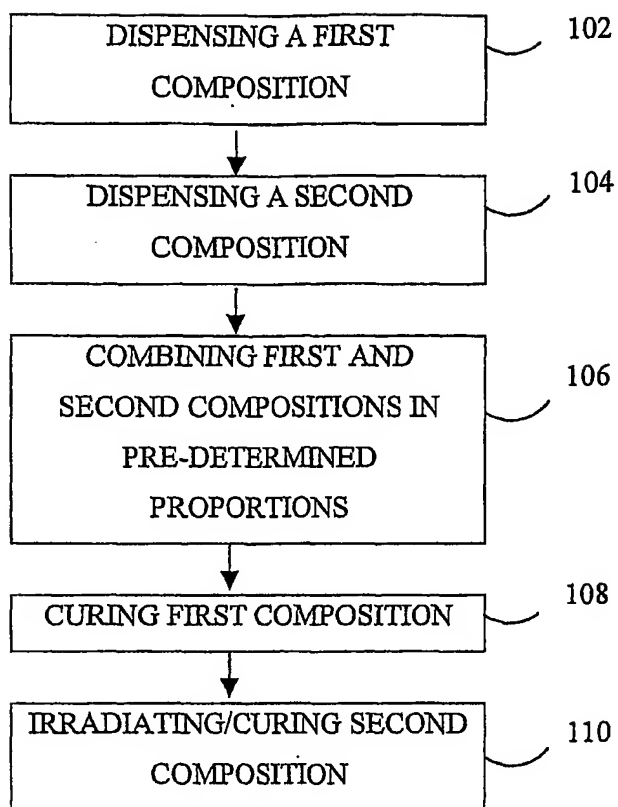 DISPENSING A FIRST
COMPOSITION
102
DISPENSING A SECOND
COMPOSITION
104
COMBINING FIRST AND
SECOND COMPOSITIONS IN
PRE-DETERMINED
PROPORTIONS
106
CURING FIRST COMPOSITION
108
IRRADIATING/CURING SECOND
COMPOSITION
110